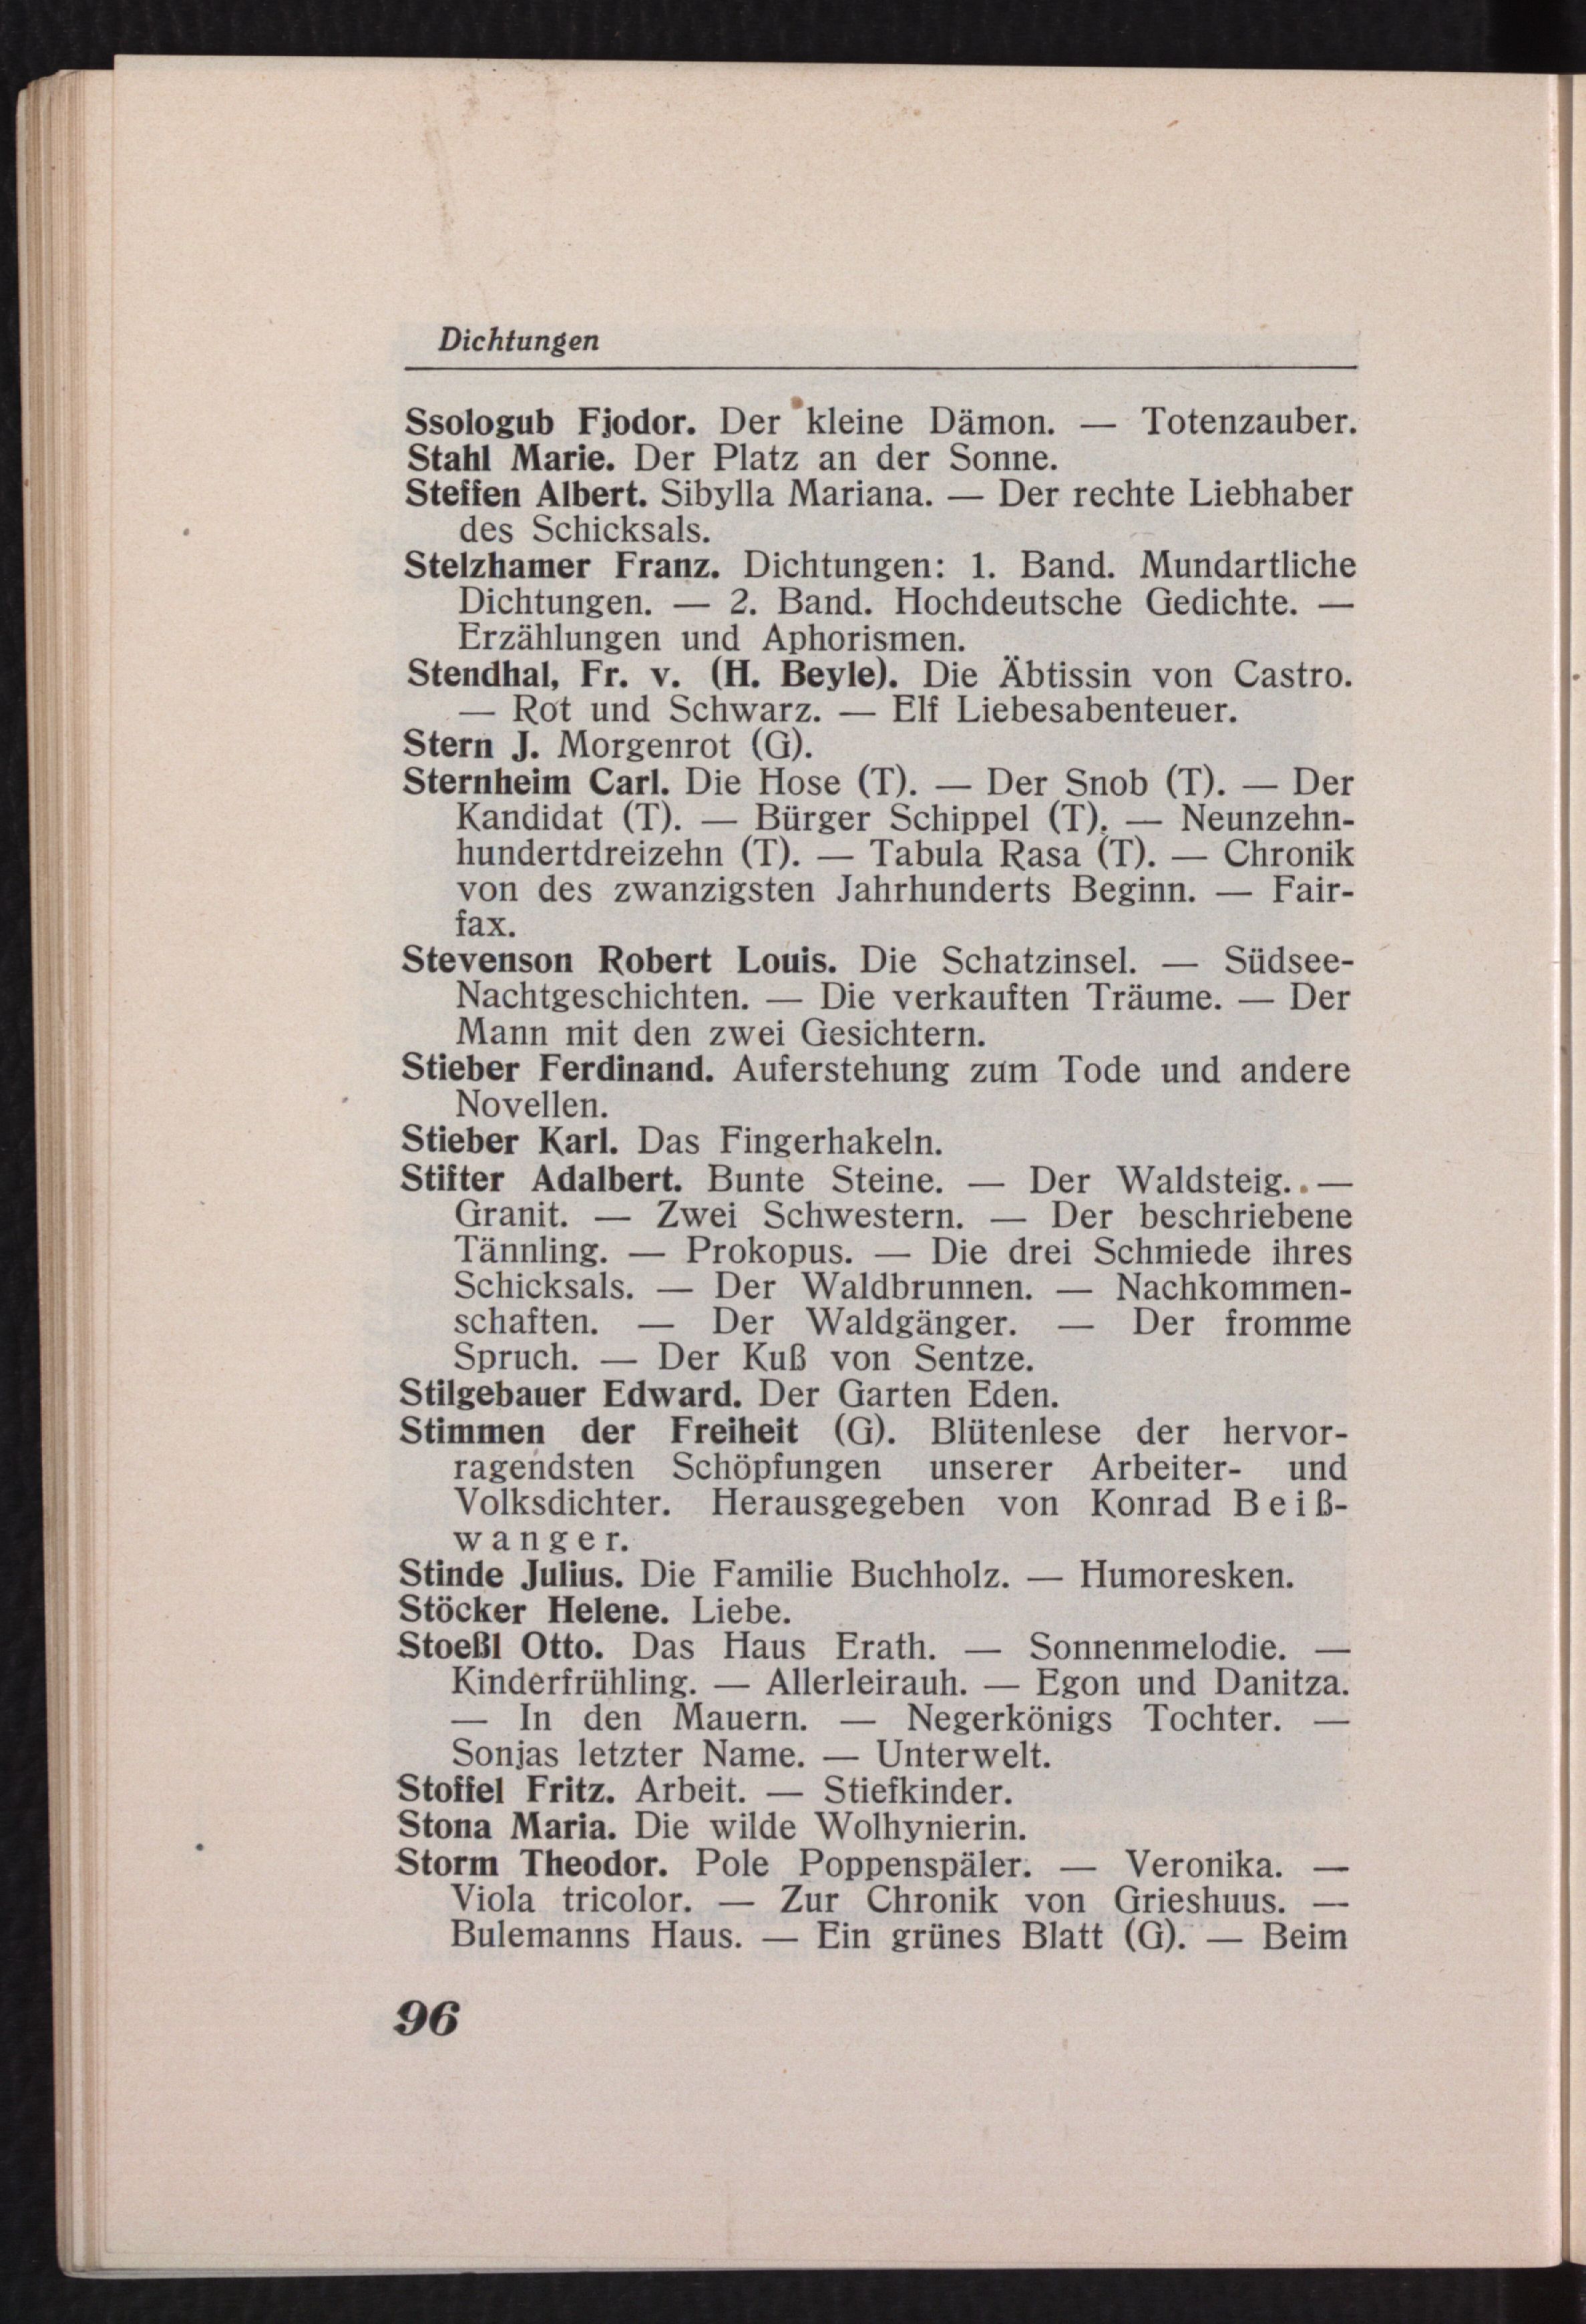 Dichtungen
Ssologub Fjodor. Der kleine Dämon. — Totenzauber.
Stahl Marie. Der Platz an der Sonne.
Steffen Albert. Sibylla Mariana. — Der rechte Liebhaber
des Schicksals.
Stelzhamer Franz. Dichtungen: 1. Band. Mundartliche
Dichtungen. — 2. Band. Hochdeutsche Gedichte. —
Erzählungen und Aphorismen.
Stendhal, Fr. v. (H. Beyle). Die Äbtissin von Castro.
— Rot und Schwarz. — Elf Liebesabenteuer.
Stern J. Morgenrot (G).
Sternheim Carl. Die Hose (T). — Der Snob (T). — Der
Kandidat (T). — Bürger Schippel (T). — Neunzehn-
hundertdreizehn (T). — Tabula Rasa (T). — Chronik
von des zwanzigsten Jahrhunderts Beginn. — Fair-
fax.
Stevenson Robert Louis. Die Schatzinsel. — Südsee-
Nachtgeschichten. — Die verkauften Träume. — Der
Mann mit den zwei Gesichtern.
Stieber Ferdinand. Auferstehung zum Tode und andere
Novellen.
Stieber Karl. Das Fingerhakeln.
Stifter Adalbert. Bunte Steine. — Der Waldsteig. —
Granit. — Zwei Schwestern. — Der beschriebene
Tännling. — Prokopus. — Die drei Schmiede ihres
Schicksals. — Der Waldbrunnen. — Nachkommen-
schaften. — Der Waldgänger. — Der fromme
Spruch. — Der Kuß von Sentze.
Stilgebauer Edward. Der Garten Eden.
Stimmen der Freiheit (G). Blütenlese der hervor-
ragendsten Schöpfungen unserer Arbeiter- und
Volksdichter. Herausgegeben von Konrad Beiß-
wanger.
Stinde Julius. Die Familie Buchholz. — Humoresken.
Stöcker Helene. Liebe.
Stoeßl Otto. Das Haus Erath. — Sonnenmelodie. —
Kinderfrühling. — Allerleirauh. — Egon und Danitza.
— In den Mauern. — Negerkönigs Tochter. —
Sonjas letzter Name. — Unterwelt.
Stoffel Fritz. Arbeit. — Stiefkinder.
Stona Maria. Die wilde Wolhynierin.
Storm Theodor. Pole Poppenspäler. — Veronika. —
Viola tricolor. — Zur Chronik von Grieshuus. —
Bulemanns Haus. — Ein grünes Blatt (G). — Beim
96